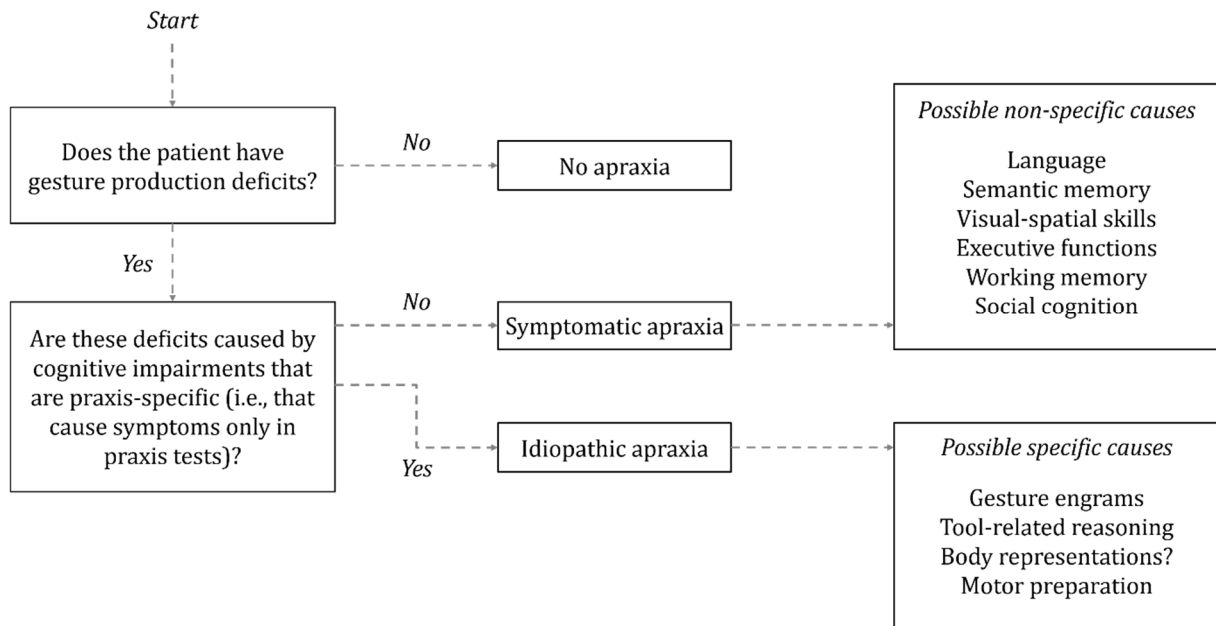 Start
Does the patient have
gesture production deficits?
No
No apraxia
Yes
Are these deficits caused by
cognitive impairments that
are praxis-specific (i.e., that
cause symptoms only in
praxis tests)?
No
Symptomatic apraxia
Yes
Idiopathic apraxia
Possible non-specific causes
Language
Semantic memory
Visual-spatial skills
Executive functions
Working memory
Social cognition
Possible specific causes
Gesture engrams
Tool-related reasoning
Body representations?
Motor preparation